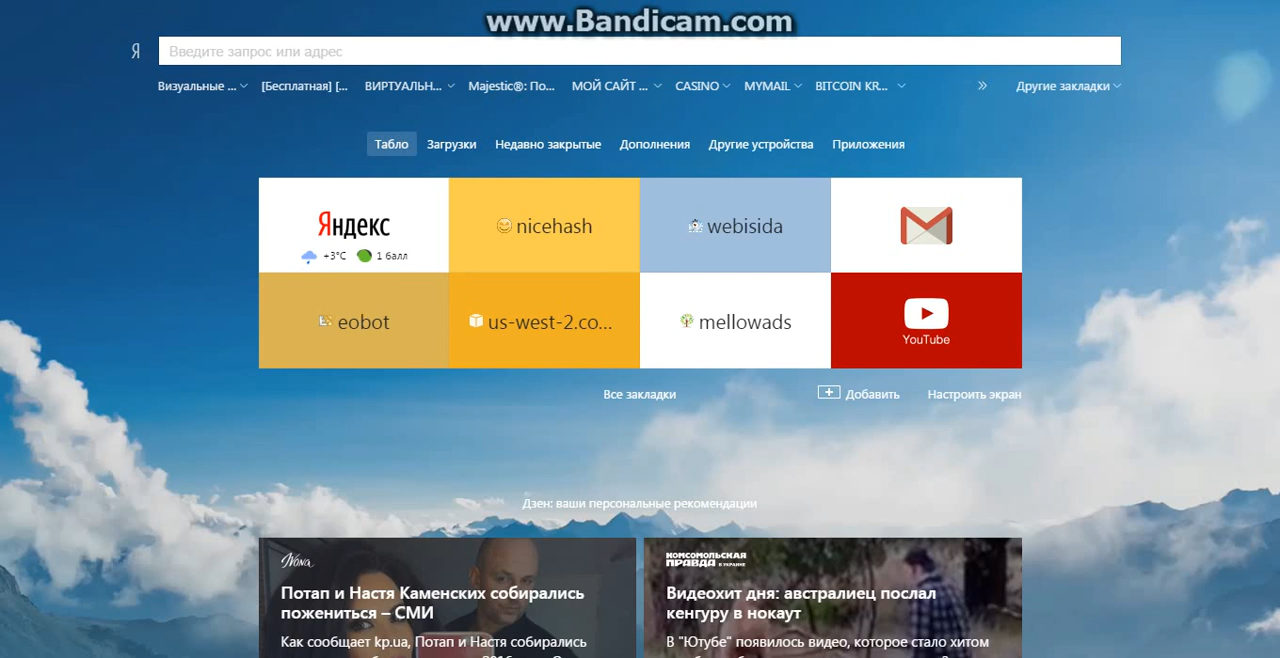 www.Bandicam.com
Я Введите запрос или адрес
Визуальные ... [Бесплатная] [... ВИРТУАЛЬН... Majestic®: По... МОЙ САЙТ ... CASINO MYMAIL BITCOIN KR... » Другие закладки
Табло Загрузки Недавно закрытые Дополнения Другие устройства Приложения
Яндекс nicehash webisida
+3°C 1 балл
eobot us-west-2.co... mellowads YouTube
Все закладки Добавить Настроить экран
Дзен: ваши персональные рекомендации
Ivona
Потап и Настя Каменских собирались
пожениться – СМИ
Как сообщает kp.ua, Потап и Настя собирались
КОМСОМОЛЬСКАЯ
ПРАВДА В УКРАИНЕ
Видеохит дня: австралиец послал
кенгуру в нокаут
В "Ютубе" появилось видео, которое стало хитом